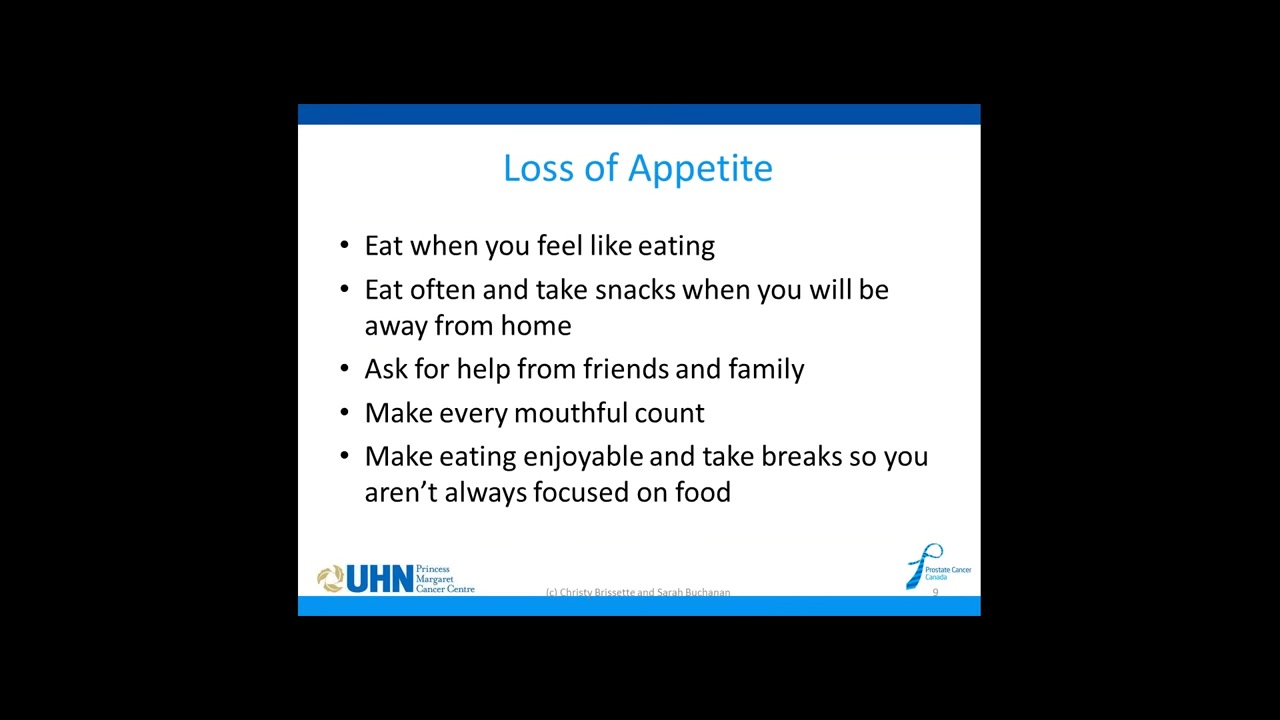 Loss of Appetite
• Eat when you feel like eating
• Eat often and take snacks when you will be
away from home
• Ask for help from friends and family
• Make every mouthful count
• Make eating enjoyable and take breaks so you
aren’t always focused on food
UHN Princess
Margaret
Cancer Centre
(c) Christy Brissette and Sarah Buchanan
Prostate Cancer
Canada
9